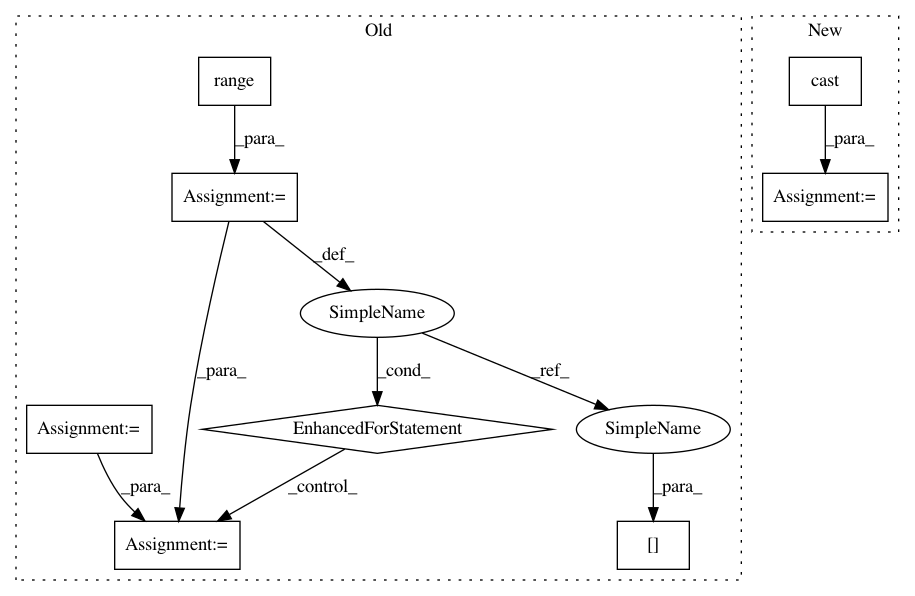 Old
New
range
cast
_para_
_para_
Assignment:=
Assignment:=
_def_
SimpleName
_para_
_cond_
_ref_
Assignment:=
EnhancedForStatement
SimpleName
_para_
_control_
_para_
Assignment:=
[]